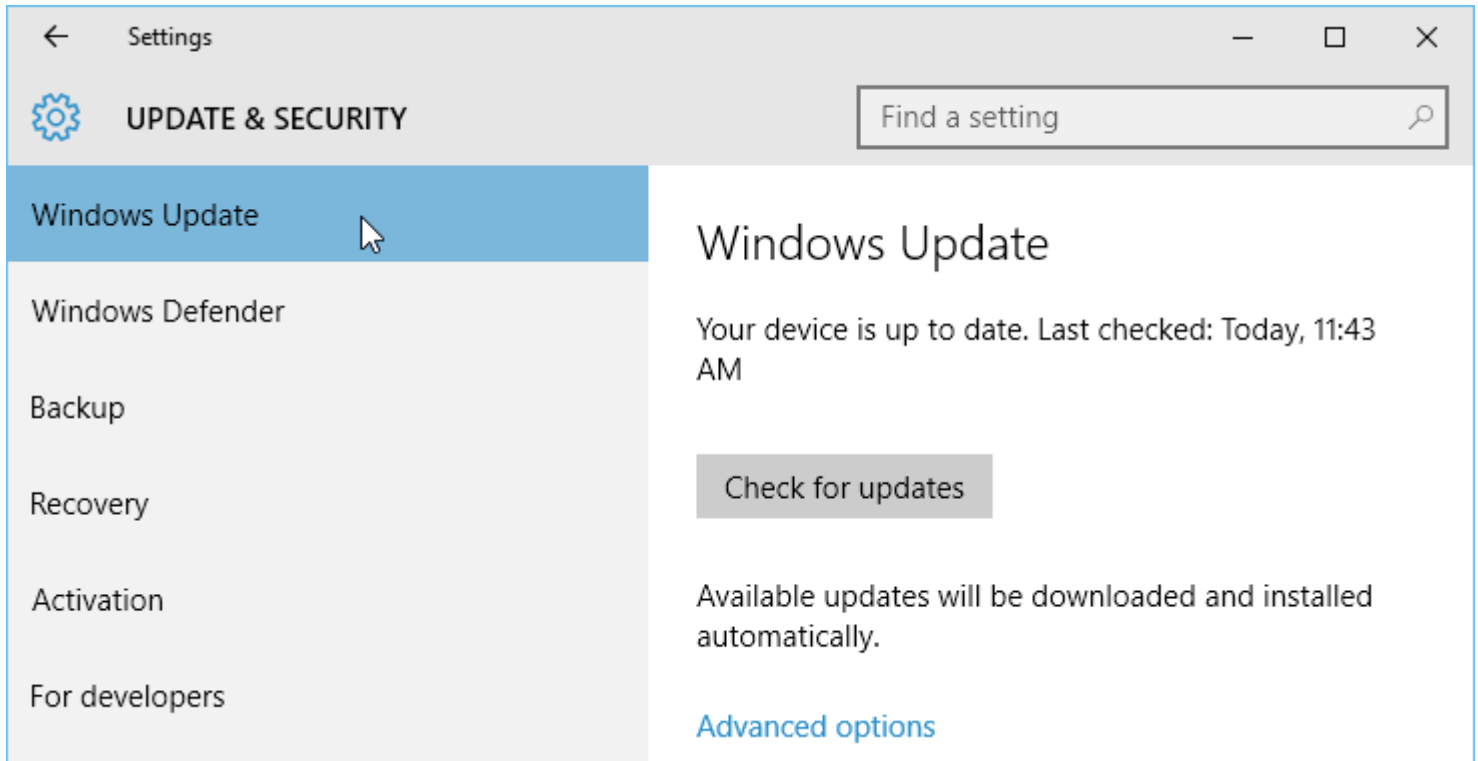 Settings
UPDATE & SECURITY
Find a setting
Windows Update
Windows Defender
Backup
Recovery
Activation
For developers
Windows Update
Your device is up to date. Last checked: Today, 11:43
AM
Check for updates
Available updates will be downloaded and installed
automatically.
Advanced options